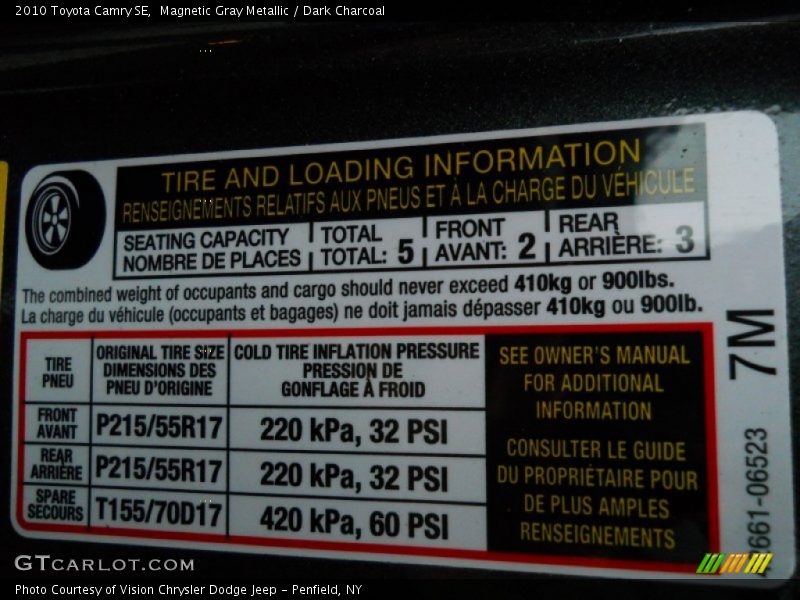 2010 Toyota Camry SE, Magnetic Gray Metallic / Dark Charcoal
TIRE AND LOADING INFORMATION
RENSEIGNEMENTS RELATIFS AUX PNEUS ET À LA CHARGE DU VÉHICULE
SEATING CAPACITY
NOMBRE DE PLACES
TOTAL
TOTAL: 5
FRONT
AVANT: 2
REAR
ARRIÈRE: 3
The combined weight of occupants and cargo should never exceed 410kg or 900lbs.
La charge du véhicule (occupants et bagages) ne doit jamais dépasser 410kg ou 900lb.
TIRE
PNEU
ORIGINAL TIRE SIZE
DIMENSIONS DES
PNEU D'ORIGINE
COLD TIRE INFLATION PRESSURE
PRESSION DE
GONFLAGE À FROID
FRONT
AVANT
P215/55R17
220 kPa, 32 PSI
REAR
ARRIÈRE
P215/55R17
220 kPa, 32 PSI
SPARE
SECOURS
T155/70D17
420 kPa, 60 PSI
SEE OWNER'S MANUAL
FOR ADDITIONAL
INFORMATION
CONSULTER LE GUIDE
DU PROPRIÉTAIRE POUR
DE PLUS AMPLES
RENSEIGNEMENTS
7M
661-06523
GTCARLOT.COM
Photo Courtesy of Vision Chrysler Dodge Jeep - Penfield, NY